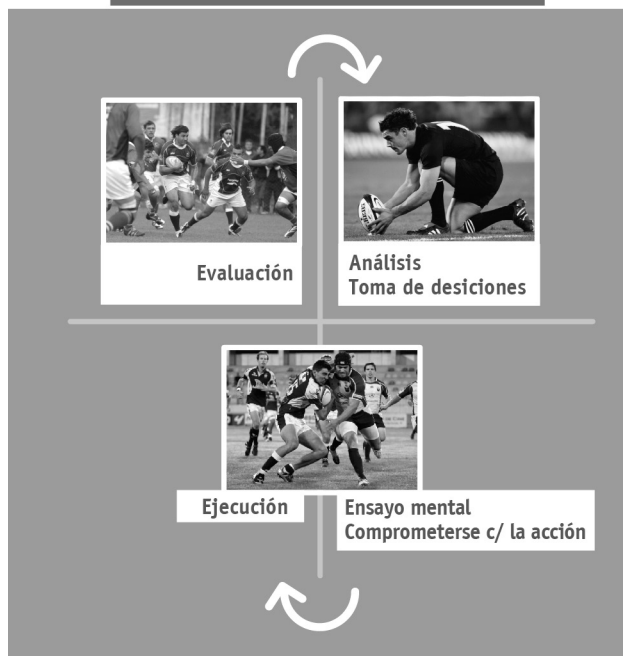 Evaluación
Análisis
Toma de desiciones
Ejecución
Ensayo mental
Comprometerse c/ la acción